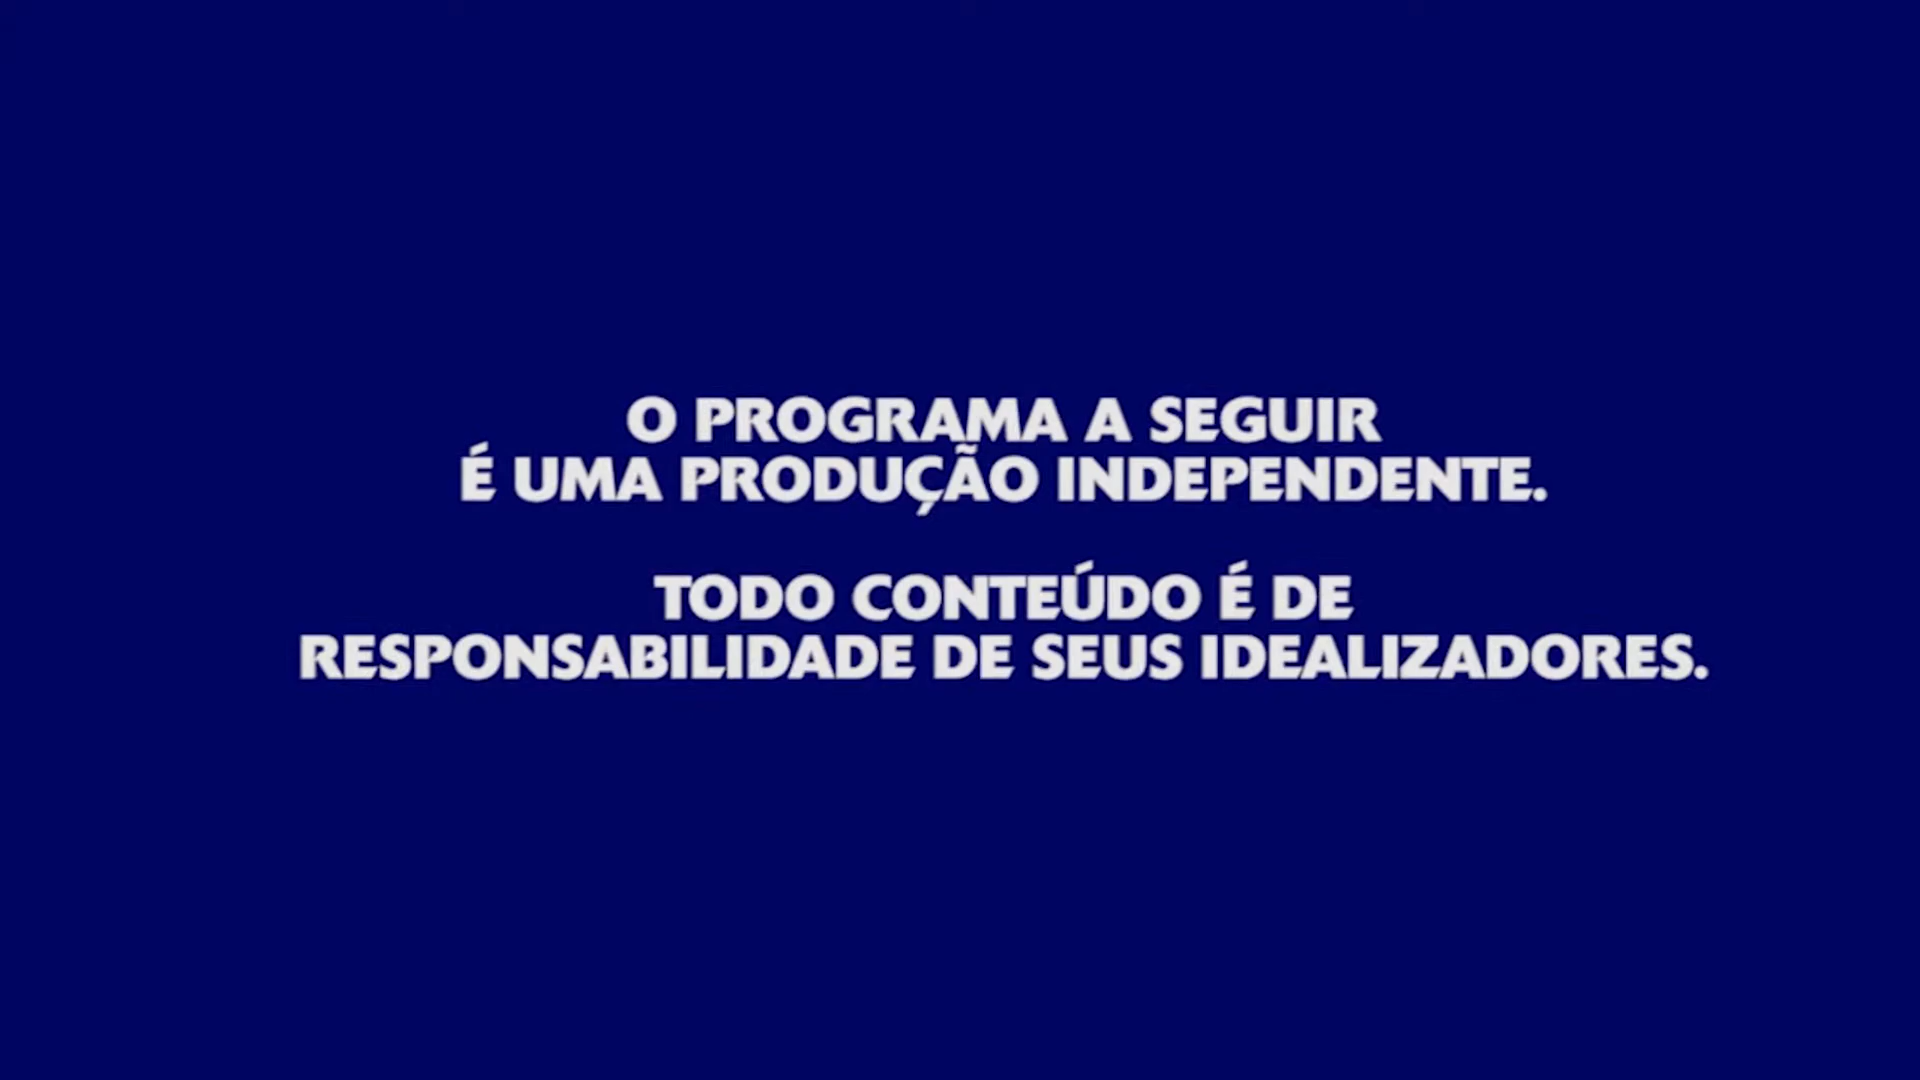 O PROGRAMA A SEGUIR
É UMA PRODUÇÃO INDEPENDENTE.
TODO CONTEÚDO É DE
RESPONSABILIDADE DE SEUS IDEALIZADORES.